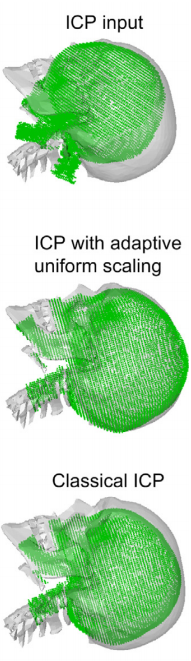 ICP input
ICP with adaptive
uniform scaling
Classical ICP